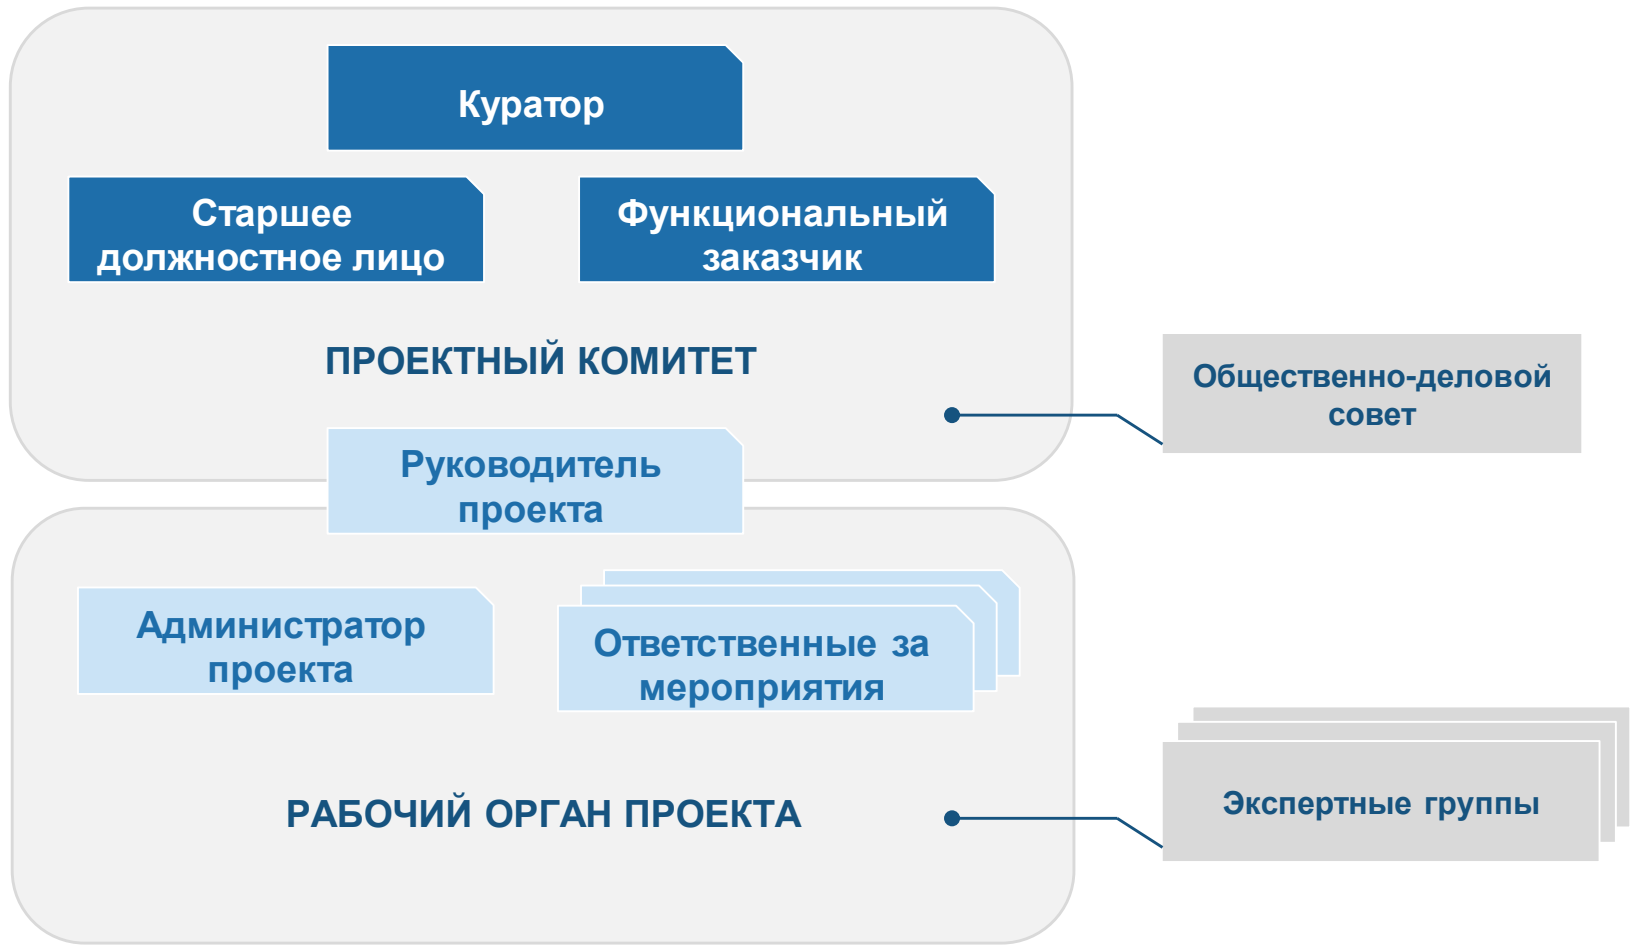 Куратор
Старшее
должностное лицо
Функциональный
заказчик
ПРОЕКТНЫЙ КОМИТЕТ
Общественно-деловой
совет
Руководитель
проекта
Администратор
проекта
Ответственные за
мероприятия
РАБОЧИЙ ОРГАН ПРОЕКТА
Экспертные группы